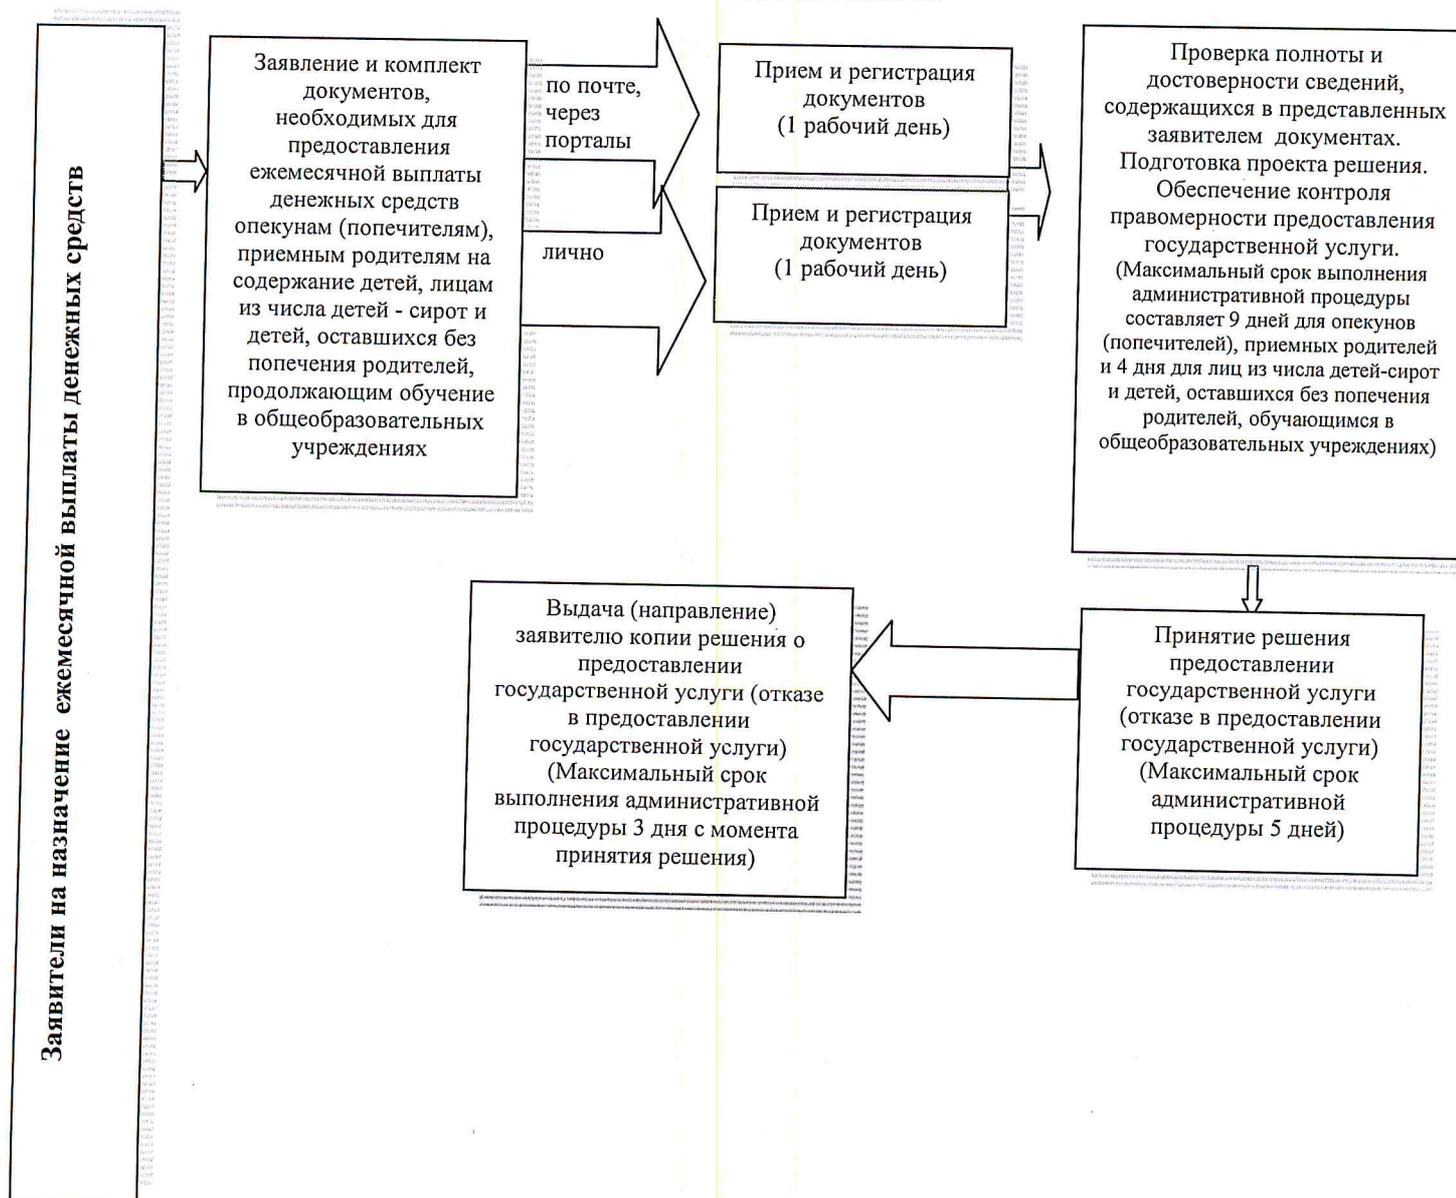 Заявители на назначение  ежемесячной выплаты денежных средств
Заявление и комплект
документов,
необходимых для
предоставления
ежемесячной выплаты
денежных средств
опекунам (попечителям),
приемным родителям на
содержание детей, лицам
из числа детей - сирот и
детей, оставшихся без
попечения родителей,
продолжающим обучение
в общеобразовательных
учреждениях
по почте,
через
порталы
лично
Прием и регистрация
документов
(1 рабочий день)
Прием и регистрация
документов
(1 рабочий день)
Проверка полноты и
достоверности сведений,
содержащихся в представленных
заявителем  документах.
Подготовка проекта решения.
Обеспечение контроля
правомерности предоставления
государственной услуги.
(Максимальный срок выполнения
административной процедуры
составляет 9 дней для опекунов
(попечителей), приемных родителей
и 4 дня для лиц из числа детей-сирот
и детей, оставшихся без попечения
родителей, обучающимся в
общеобразовательных учреждениях)
Принятие решения
предоставлении
государственной услуги
(отказе в предоставлении
государственной услуги)
(Максимальный срок
административной
процедуры 5 дней)
Выдача (направление)
заявителю копии решения о
предоставлении
государственной услуги (отказе
в предоставлении
государственной услуги)
(Максимальный срок
выполнения административной
процедуры 3 дня с момента
принятия решения)